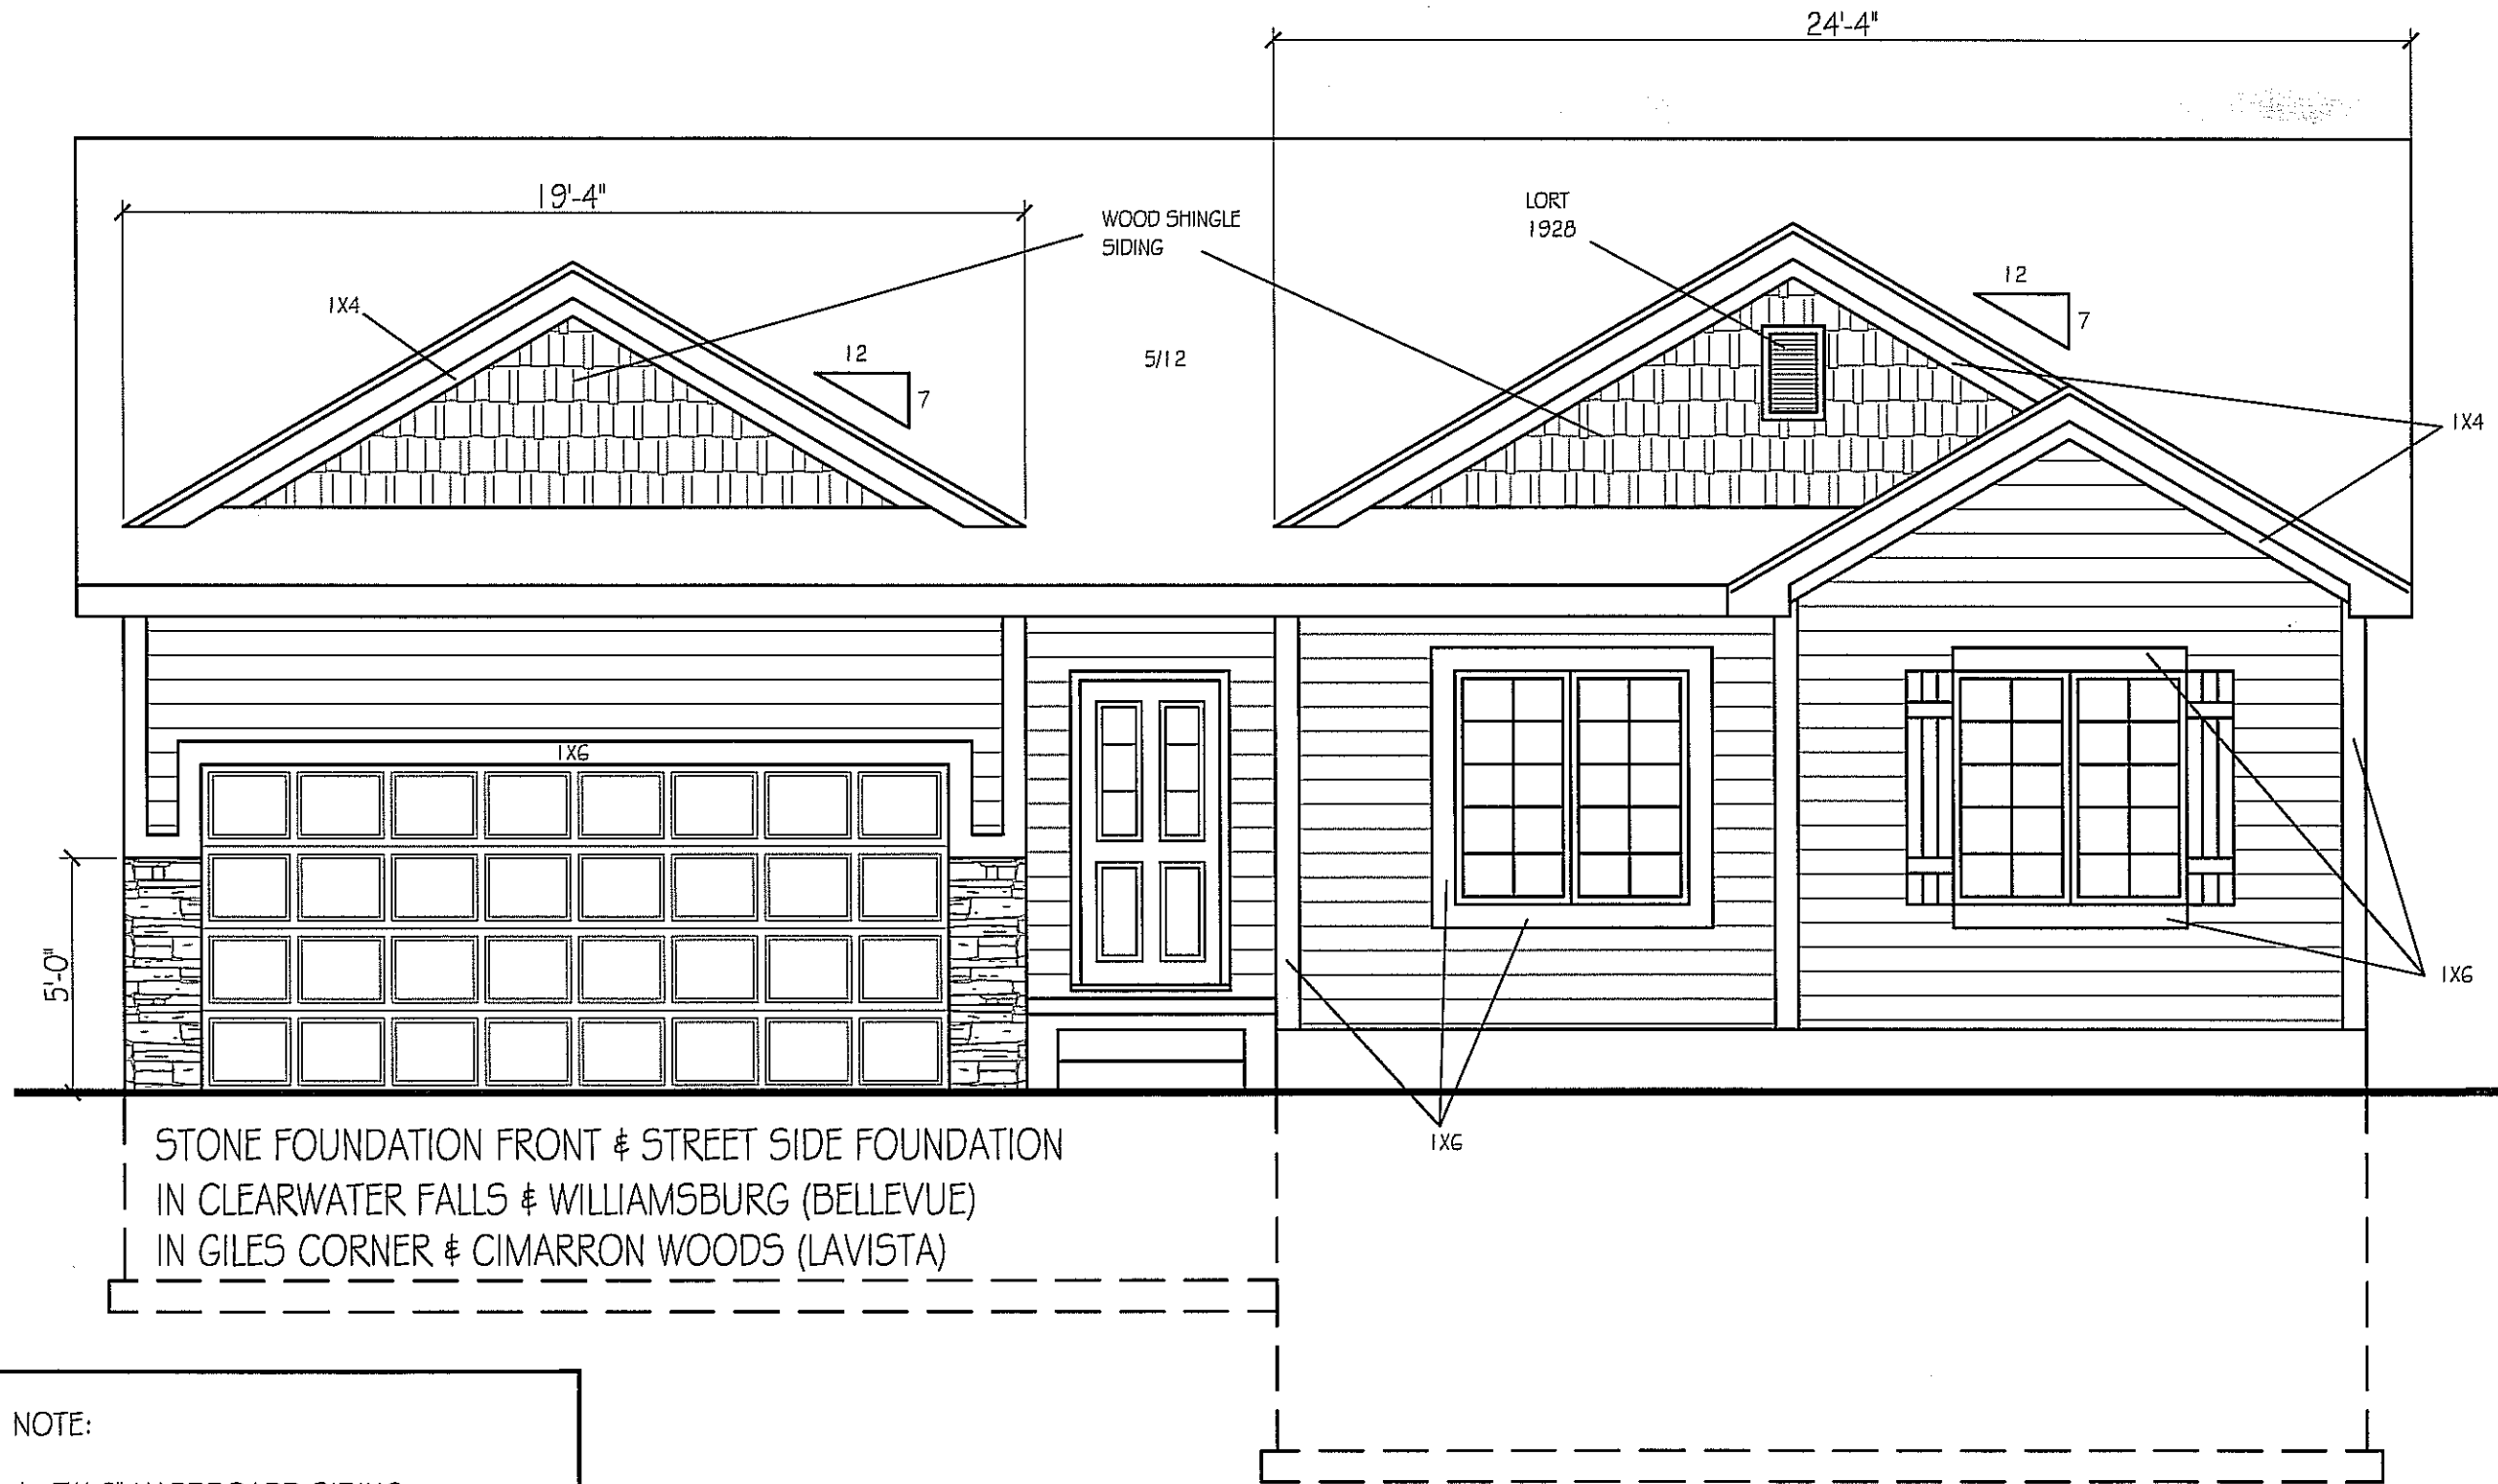 24'-4"
19'-4"
WOOD SHINGLE
SIDING
LORT
1928
12
7
1X4
12
7
5/12
1X4
1X6
5'-0"
1X6
1X6
STONE FOUNDATION FRONT & STREET SIDE FOUNDATION
IN CLEARWATER FALLS & WILLIAMSBURG (BELLEVUE)
IN GILES CORNER & CIMARRON WOODS (LAVISTA)
NOTE: